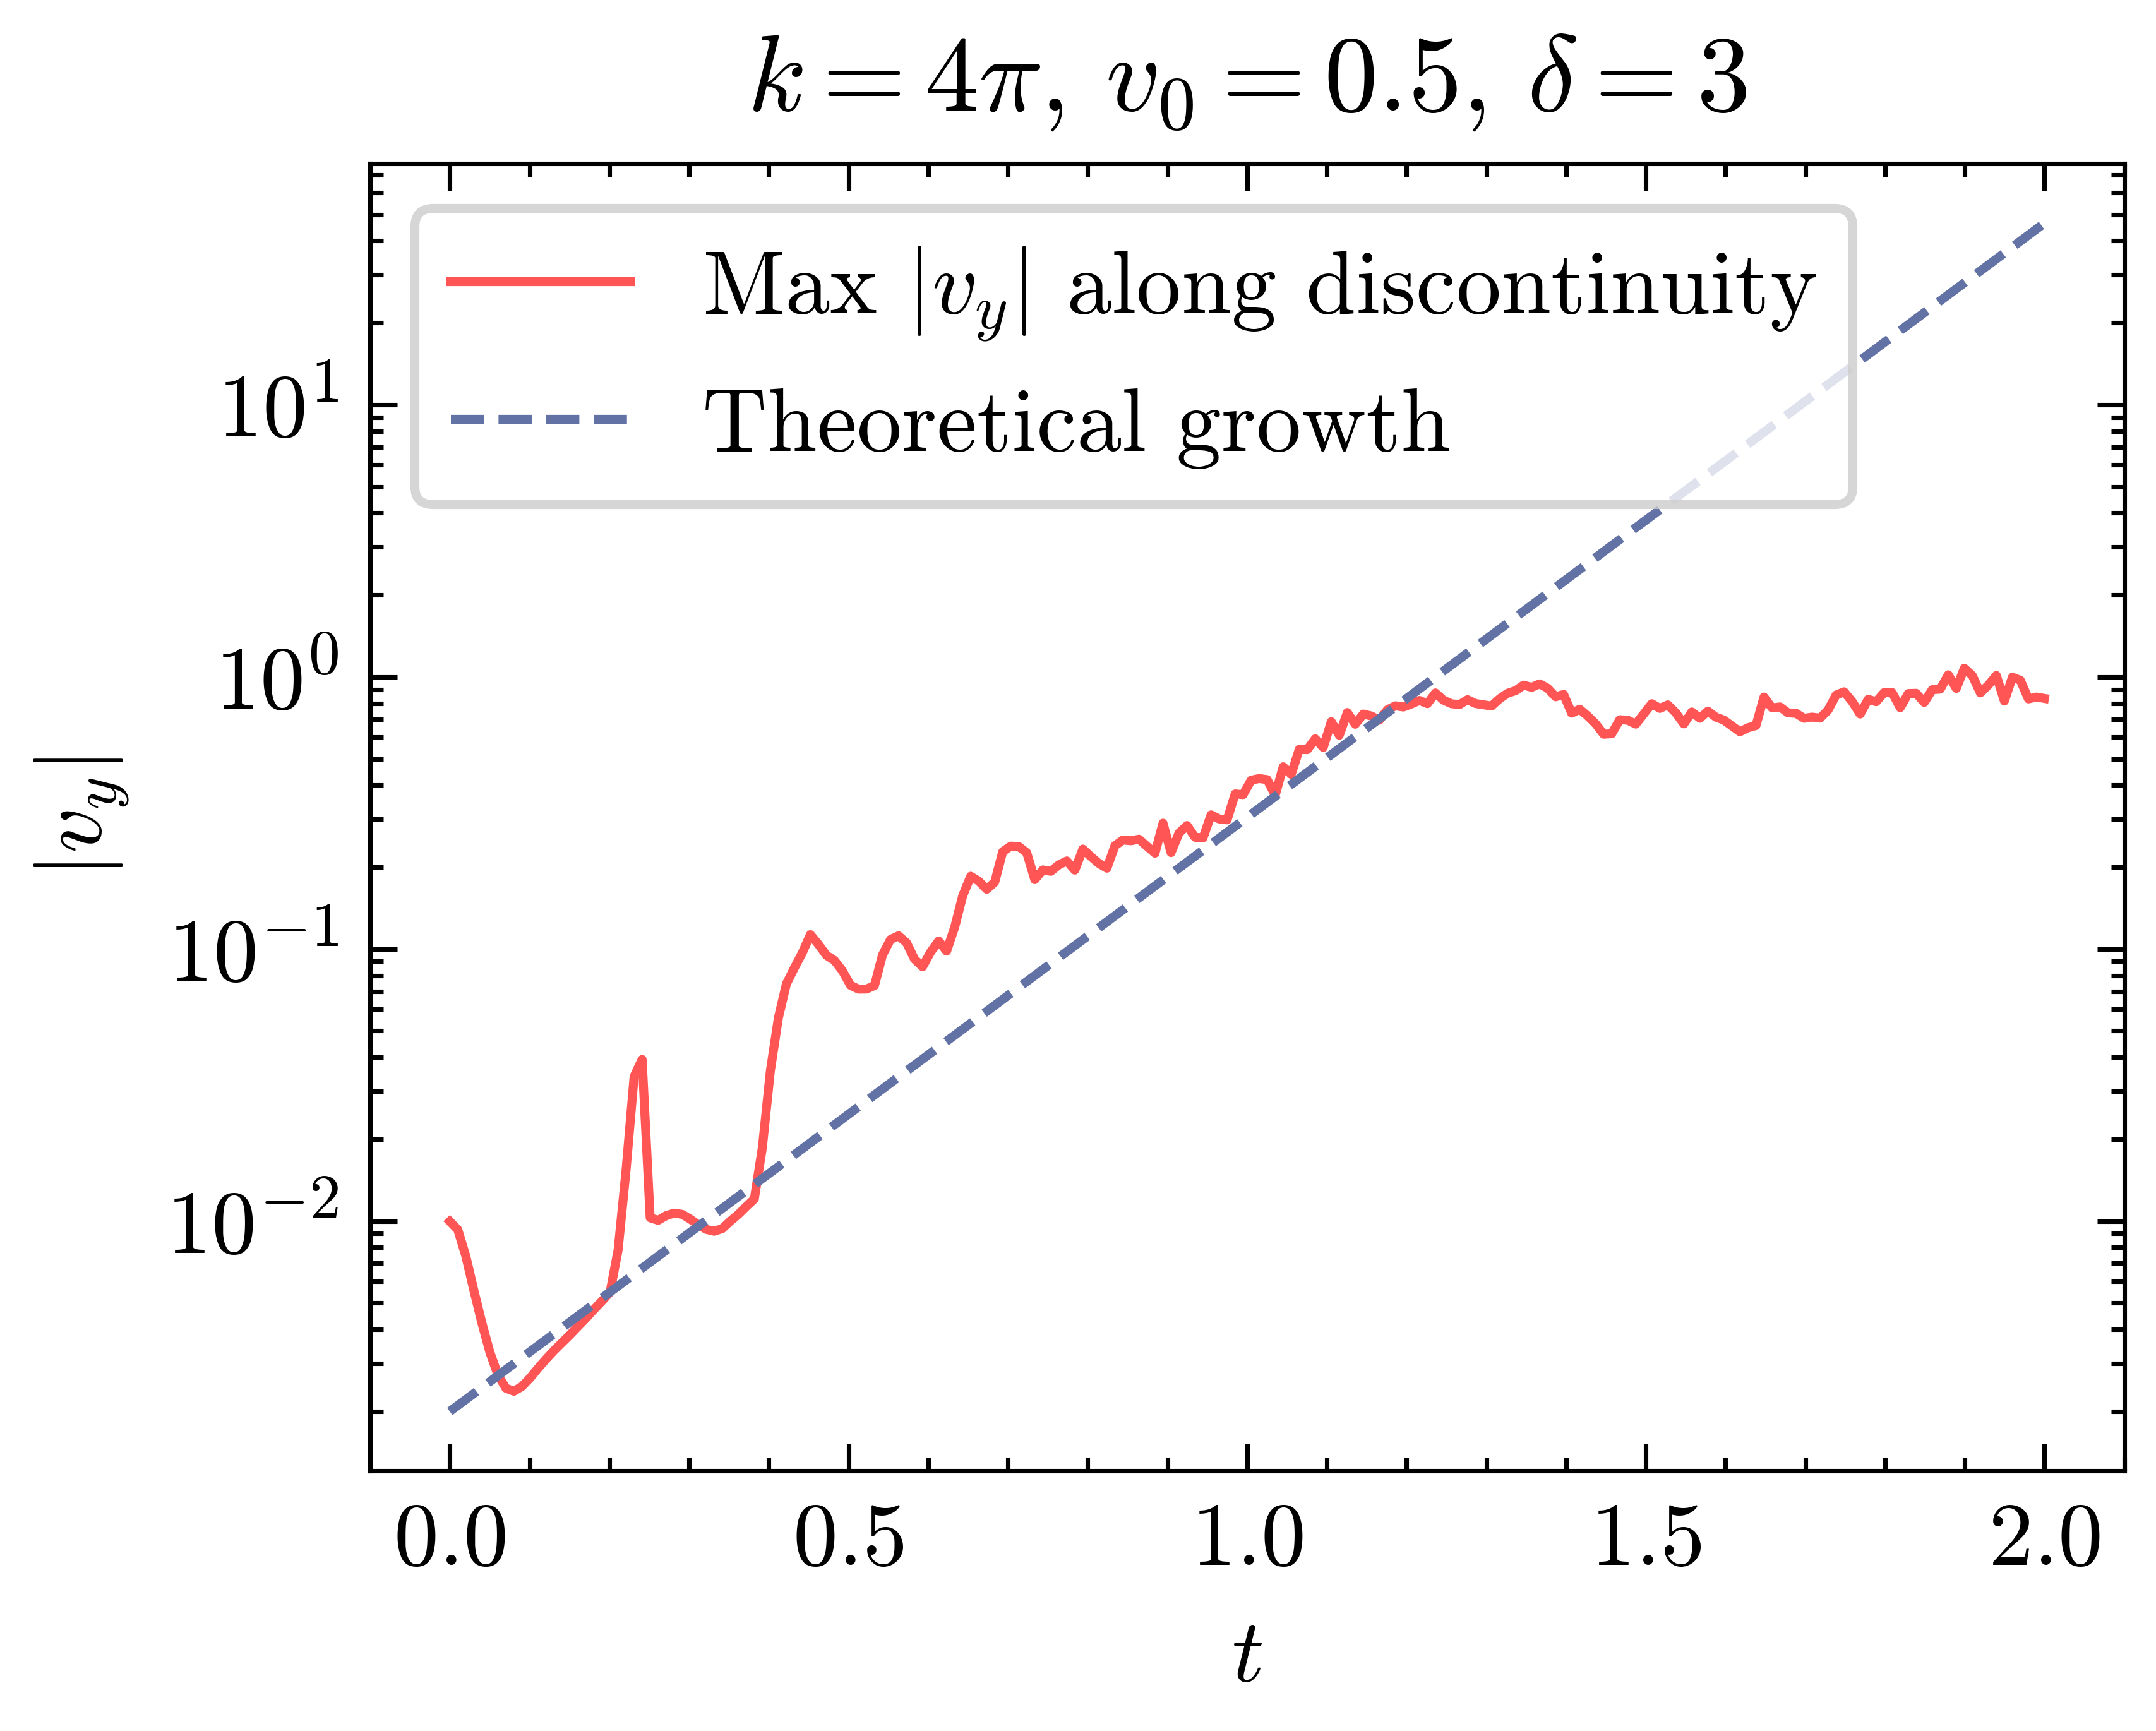 k = 4π, v₀ = 0.5, δ = 3
Max |v_y| along discontinuity
Theoretical growth
10¹
10⁰
10⁻¹
10⁻²
|v_y|
0.0 0.5 1.0 1.5 2.0
t